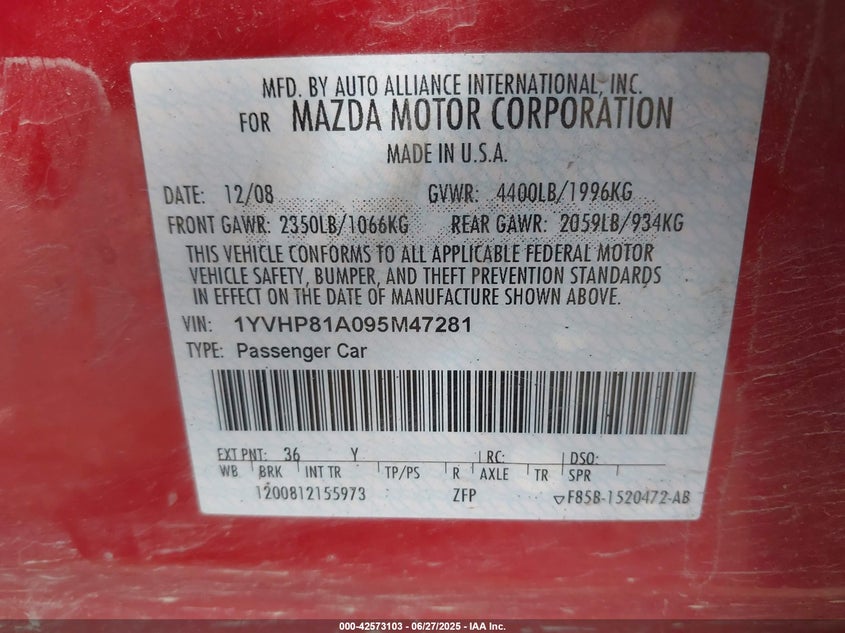 MFD. BY AUTO ALLIANCE INTERNATIONAL, INC.
FOR MAZDA MOTOR CORPORATION
MADE IN U.S.A.
DATE: 12/08 GVWR: 4400LB/1996KG
FRONT GAWR: 2350LB/1066KG REAR GAWR: 2059LB/934KG
THIS VEHICLE CONFORMS TO ALL APPLICABLE FEDERAL MOTOR
VEHICLE SAFETY, BUMPER, AND THEFT PREVENTION STANDARDS
IN EFFECT ON THE DATE OF MANUFACTURE SHOWN ABOVE.
VIN: 1YVHP81A095M47281
TYPE: Passenger Car
EXT PNT: 36 Y RC: DSO:
WB BRK INT TR TP/PS R AXLE TR SPR
1200812155973 ZFP ▽F85B-1520472-AB
000-42573103 - 06/27/2025 - IAA Inc.